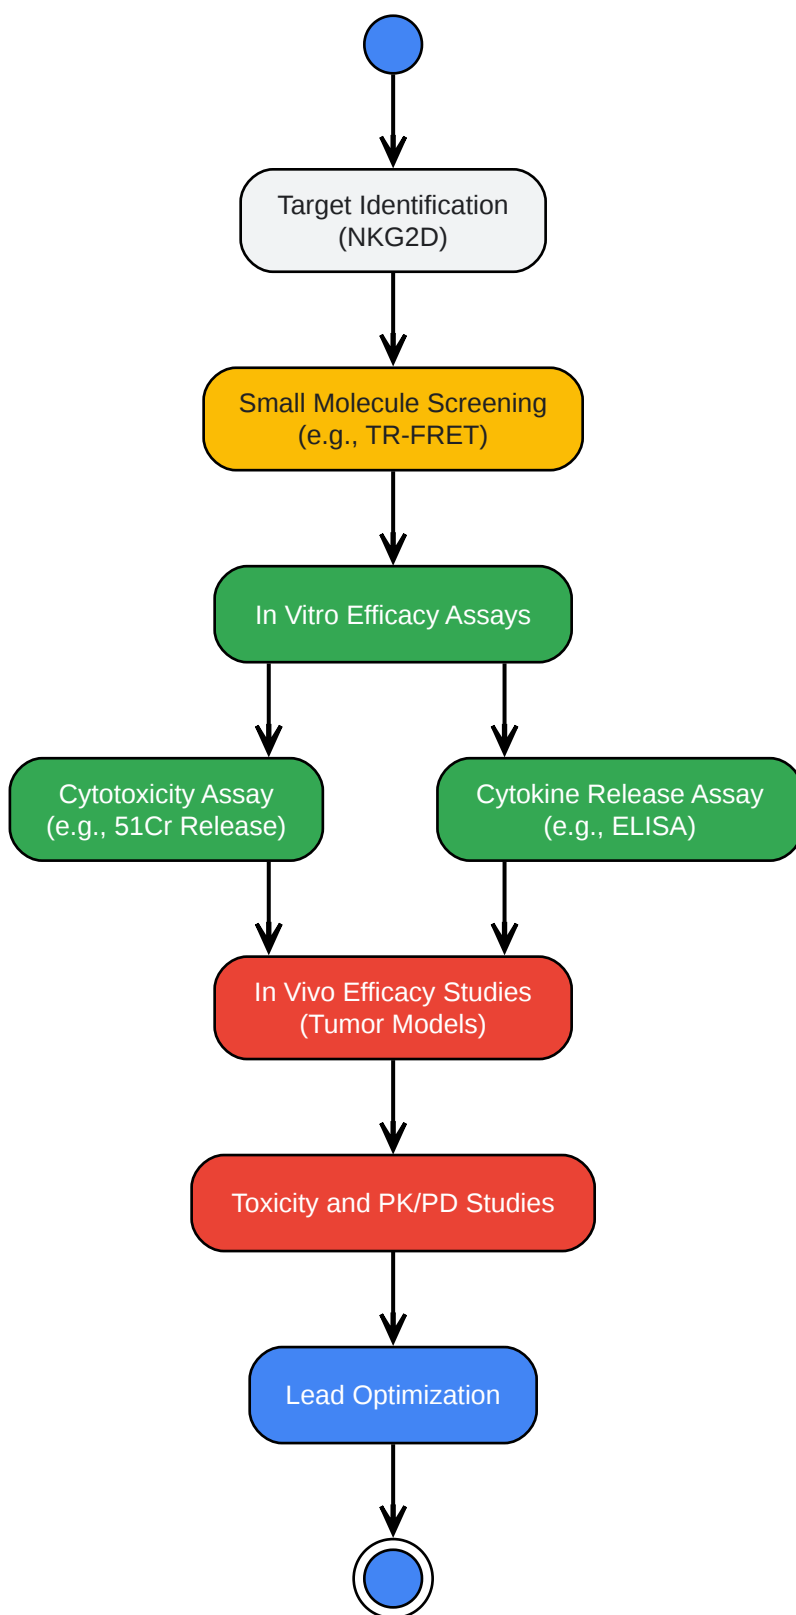 Target Identification
(NKG2D)
Small Molecule Screening
(e.g., TR-FRET)
In Vitro Efficacy Assays
Cytotoxicity Assay
(e.g., 51Cr Release)
Cytokine Release Assay
(e.g., ELISA)
In Vivo Efficacy Studies
(Tumor Models)
Toxicity and PK/PD Studies
Lead Optimization